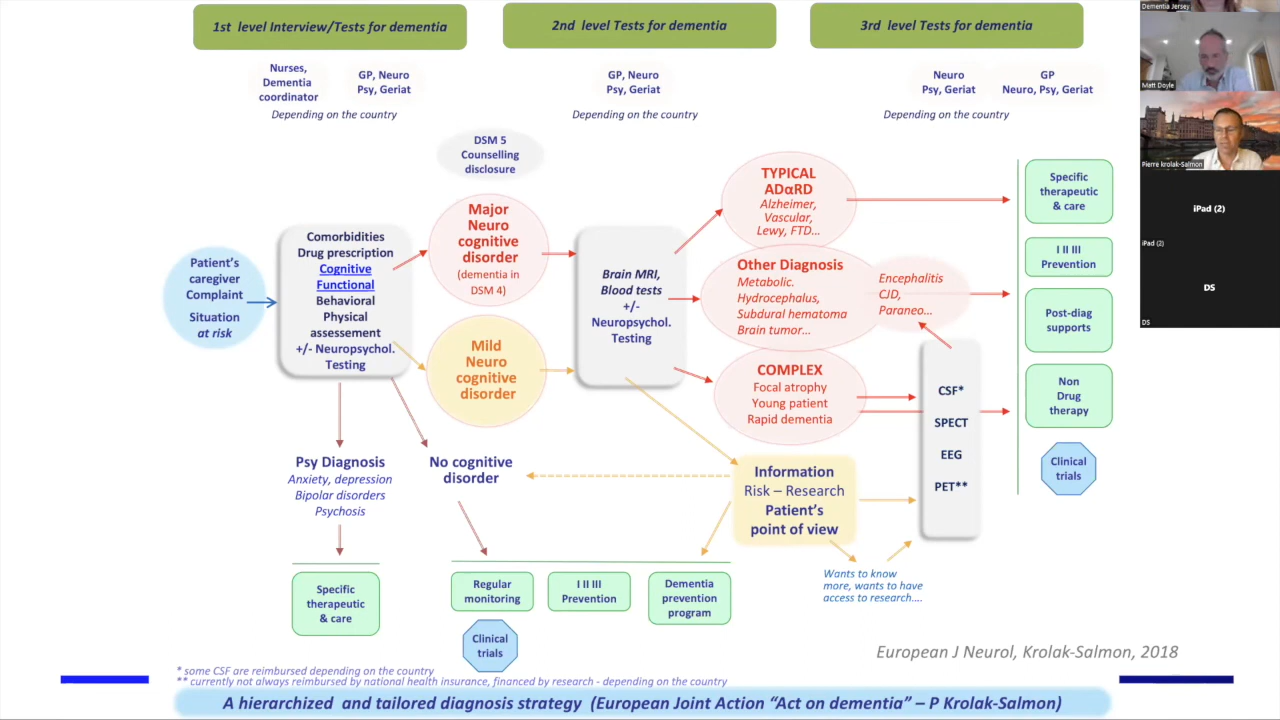 1st level Interview/Tests for dementia
2nd level Tests for dementia
3rd level Tests for dementia
Nurses,
Dementia
coordinator
GP, Neuro
Psy, Geriat
Depending on the country
GP, Neuro
Psy, Geriat
Depending on the country
Neuro
Psy, Geriat
GP
Neuro, Psy, Geriat
Depending on the country
DSM 5
Counselling
disclosure
Patient's
caregiver
Complaint
Situation
at risk
Comorbidities
Drug prescription
Cognitive
Functional
Behavioral
Physical
assessement
+/- Neuropsychol.
Testing
Major
Neuro
cognitive
disorder
(dementia in
DSM 4)
Mild
Neuro
cognitive
disorder
Brain MRI,
Blood tests
+/-
Neuropsychol.
Testing
TYPICAL
ADαRD
Alzheimer,
Vascular,
Lewy, FTD...
Other Diagnosis
Metabolic.
Hydrocephalus,
Subdural hematoma
Brain tumor...
Encephalitis
CJD,
Paraneo...
COMPLEX
Focal atrophy
Young patient
Rapid dementia
CSF*
SPECT
EEG
PET**
Specific
therapeutic
& care
I II III
Prevention
Post-diag
supports
Non
Drug
therapy
Clinical
trials
Psy Diagnosis
Anxiety, depression
Bipolar disorders
Psychosis
No cognitive
disorder
Information
Risk – Research
Patient's
point of view
Wants to know
more, wants to have
access to research....
Specific
therapeutic
& care
Regular
monitoring
I II III
Prevention
Dementia
prevention
program
Clinical
trials
European J Neurol, Krolak-Salmon, 2018
* some CSF are reimbursed depending on the country
** currently not always reimbursed by national health insurance, financed by research - depending on the country
A hierarchized and tailored diagnosis strategy (European Joint Action "Act on dementia" – P Krolak-Salmon)
Dementia Jersey
Matt Doyle
Pierre krolak-Salmon
iPad (2)
iPad (2)
DS
DS